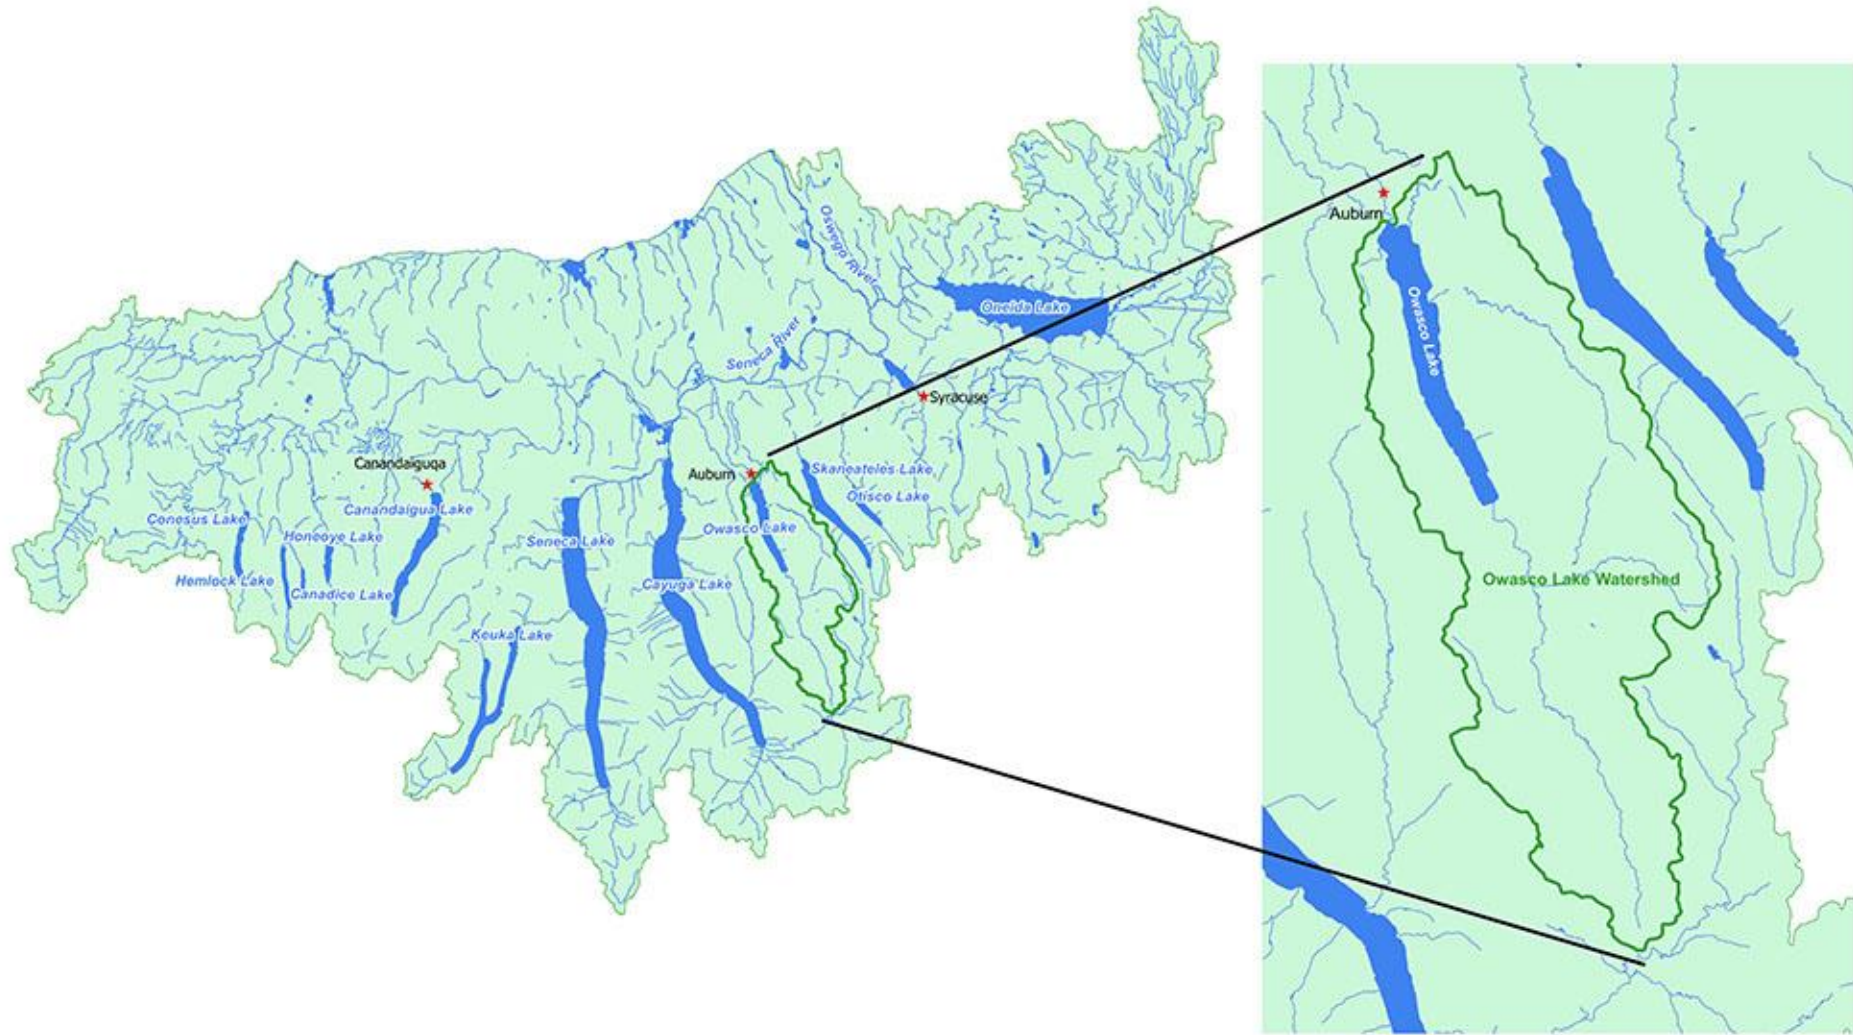 Oswego River
Oneida Lake
Seneca River
Syracuse
Canandaigua
Auburn
Skaneateles Lake
Otisco Lake
Canandaigua Lake
Conesus Lake
Owasco Lake
Honeoye Lake
Seneca Lake
Hemlock Lake
Cayuga Lake
Canadice Lake
Keuka Lake
Auburn
Owasco Lake
Owasco Lake Watershed